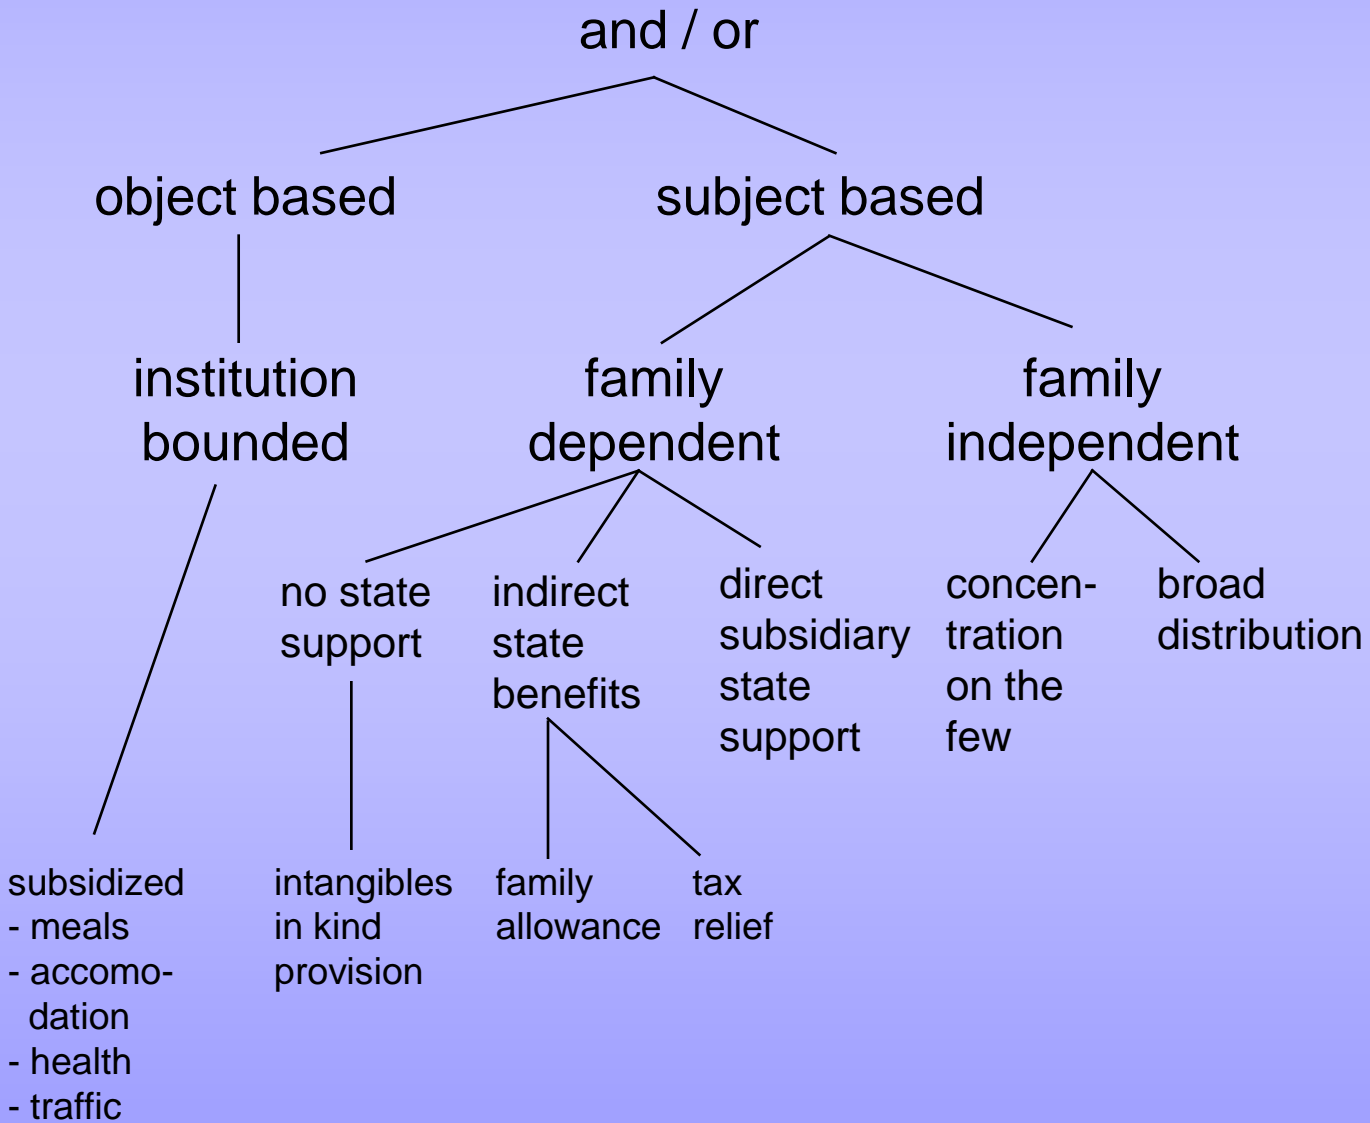 and / or
object based
subject based
institution
bounded
family
dependent
family
independent
no state
support
indirect
state
benefits
direct
subsidiary
state
support
concen-
tration
on the
few
broad
distribution
subsidized
- meals
- accomo-
dation
- health
- traffic
intangibles
in kind
provision
family
allowance
tax
relief